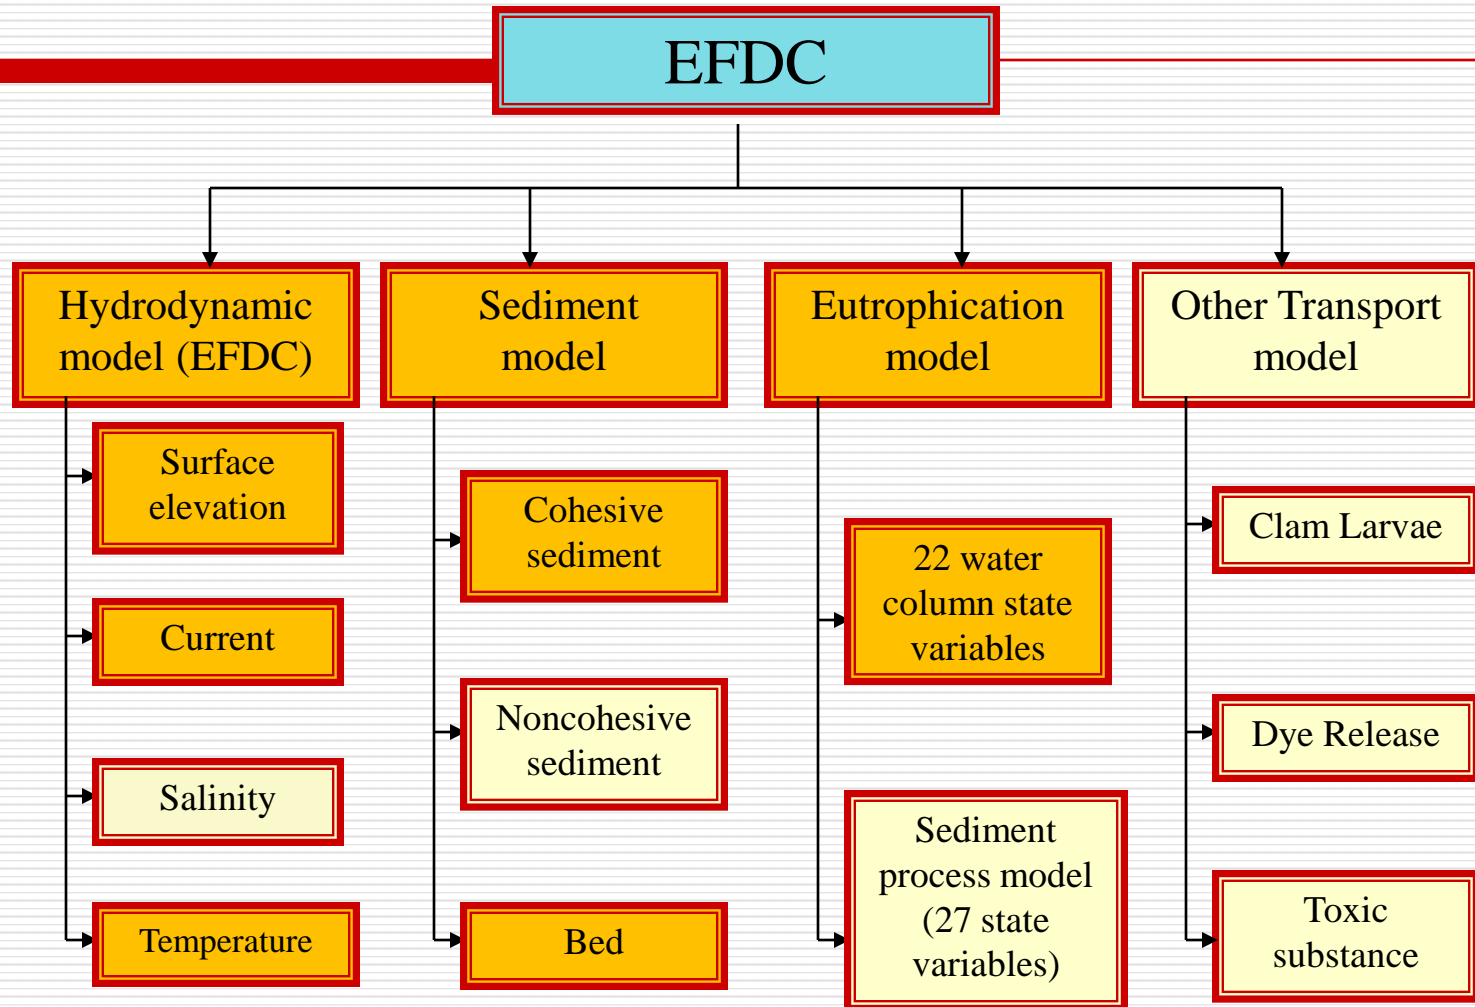 EFDC
Hydrodynamic
model (EFDC)
Surface
elevation
Current
Salinity
Temperature
Sediment
model
Cohesive
sediment
Noncohesive
sediment
Bed
Eutrophication
model
22 water
column state
variables
Sediment
process model
(27 state
variables)
Other Transport
model
Clam Larvae
Dye Release
Toxic
substance